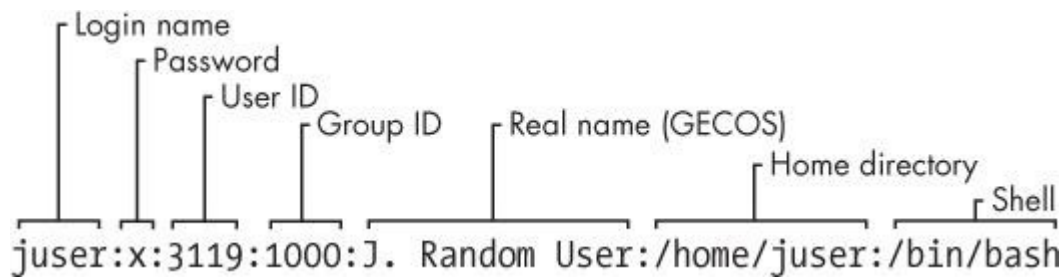 Login name
Password
User ID
Group ID
Real name (GECOS)
Home directory
Shell
juser:x:3119:1000:J. Random User:/home/juser:/bin/bash